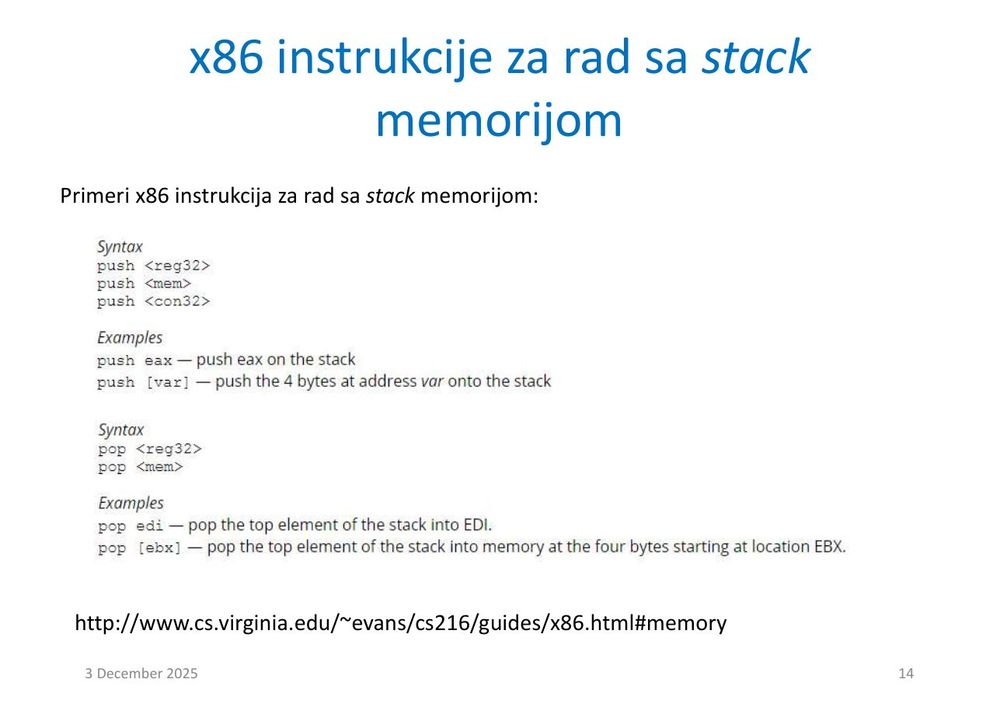 x86 instrukcije za rad sa stack
memorijom
Primeri x86 instrukcija za rad sa stack memorijom:
Syntax
push <reg32>
push <mem>
push <con32>
Examples
push eax — push eax on the stack
push [var] — push the 4 bytes at address var onto the stack
Syntax
pop <reg32>
pop <mem>
Examples
pop edi — pop the top element of the stack into EDI.
pop [ebx] — pop the top element of the stack into memory at the four bytes starting at location EBX.
http://www.cs.virginia.edu/~evans/cs216/guides/x86.html#memory
3 December 2025
14